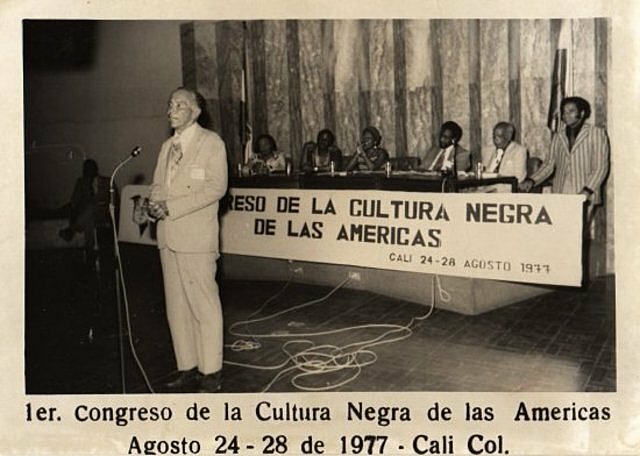 RESO DE LA CULTURA NEGRA
DE LAS AMERICAS
CALI 24-28 AGOSTO 1977
1er. Congreso de la Cultura Negra de las Americas
Agosto 24 - 28 de 1977 - Cali Col.